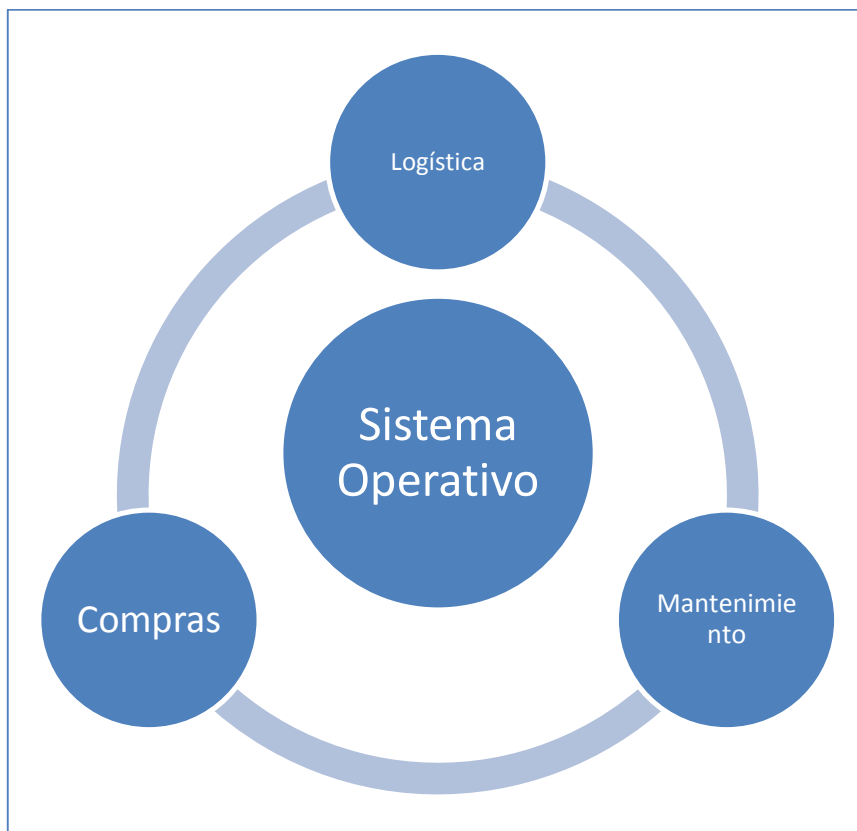 Logística
Sistema
Operativo
Compras
Mantenimie
nto